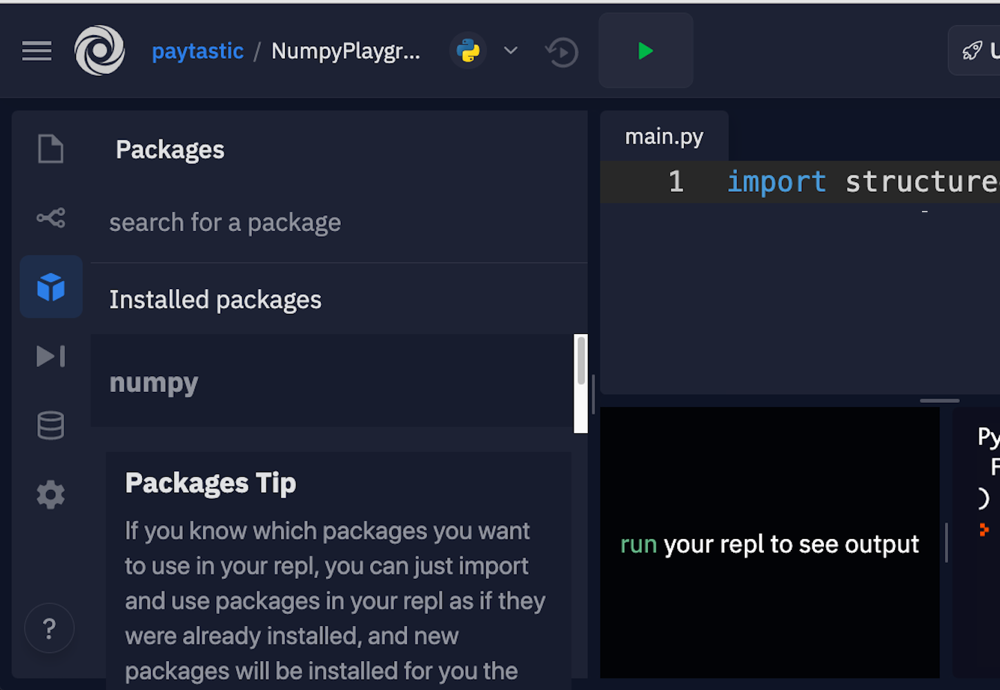 paytastic / NumpyPlaygr...
Packages
search for a package
Installed packages
numpy
Packages Tip
If you know which packages you want
to use in your repl, you can just import
and use packages in your repl as if they
were already installed, and new
packages will be installed for you the
?
main.py
1 import structure
run your repl to see output
Py
)